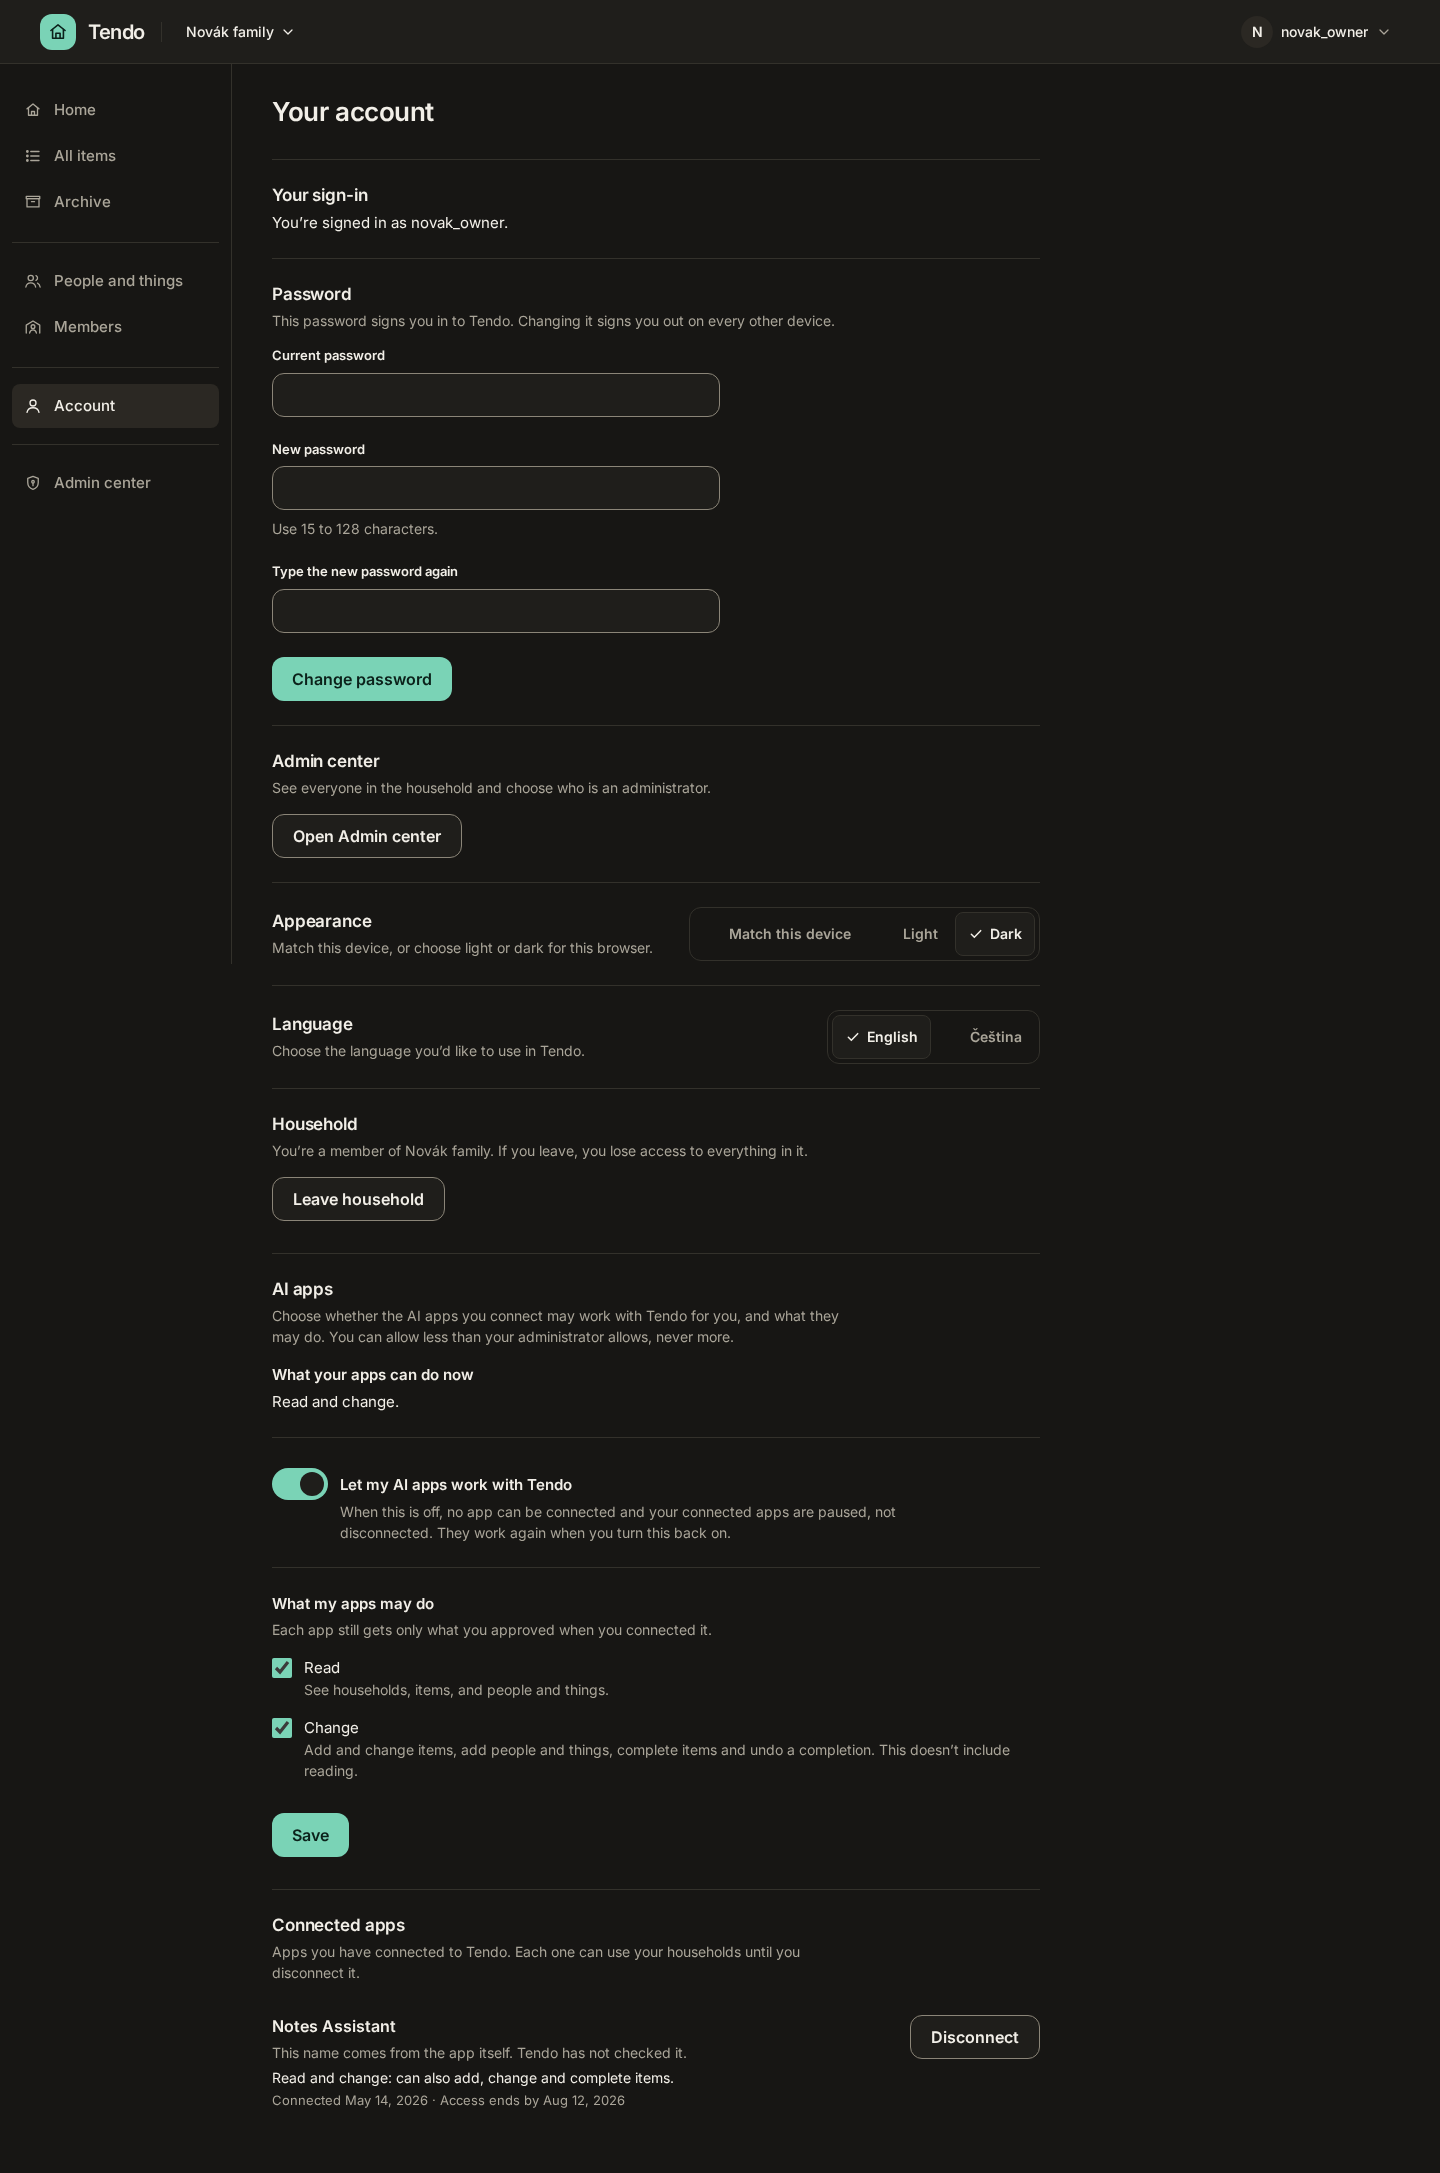 Tendo
Novák family
N
novak_owner
Home
All items
Archive
People and things
Members
Account
Admin center
Your account
Your sign-in
You’re signed in as novak_owner.
Password
This password signs you in to Tendo. Changing it signs you out on every other device.
Current password
New password
Use 15 to 128 characters.
Type the new password again
Change password
Admin center
See everyone in the household and choose who is an administrator.
Open Admin center
Appearance
Match this device, or choose light or dark for this browser.
Match this device
Light
Dark
Language
Choose the language you’d like to use in Tendo.
English
Čeština
Household
You’re a member of Novák family. If you leave, you lose access to everything in it.
Leave household
AI apps
Choose whether the AI apps you connect may work with Tendo for you, and what they
may do. You can allow less than your administrator allows, never more.
What your apps can do now
Read and change.
Let my AI apps work with Tendo
When this is off, no app can be connected and your connected apps are paused, not
disconnected. They work again when you turn this back on.
What my apps may do
Each app still gets only what you approved when you connected it.
Read
See households, items, and people and things.
Change
Add and change items, add people and things, complete items and undo a completion. This doesn’t include
reading.
Save
Connected apps
Apps you have connected to Tendo. Each one can use your households until you
disconnect it.
Notes Assistant
This name comes from the app itself. Tendo has not checked it.
Read and change: can also add, change and complete items.
Connected May 14, 2026 · Access ends by Aug 12, 2026
Disconnect